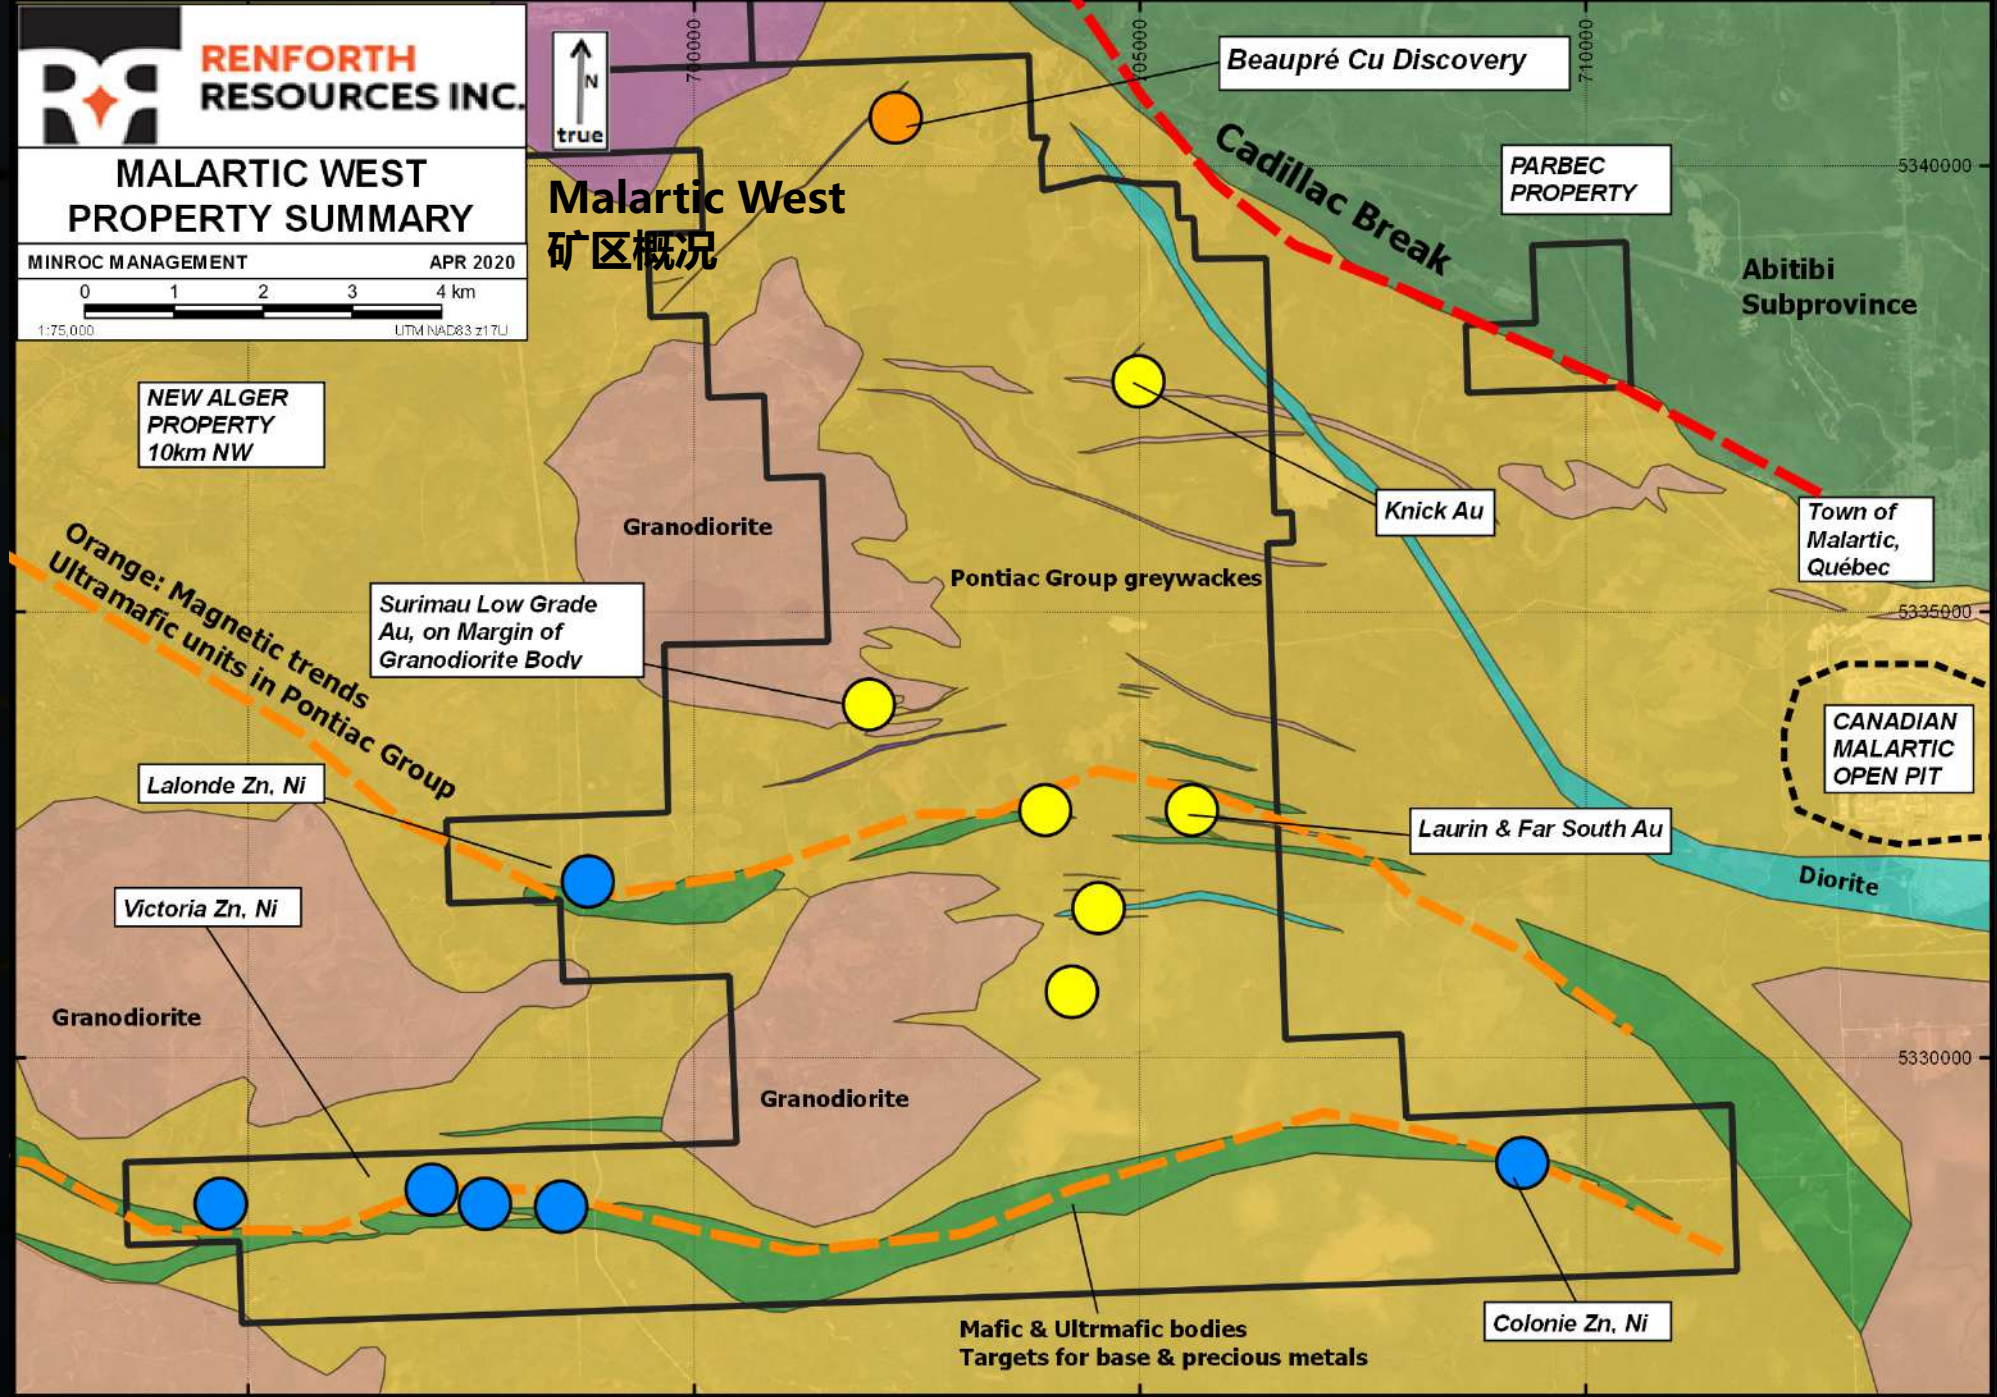 RENFORTH
RESOURCES INC.
MALARTIC WEST
PROPERTY SUMMARY
MINROC MANAGEMENT APR 2020
0 1 2 3 4 km
1:75,000 UTM NAD83 z17U
N
true
Malartic West
矿区概况
700000
705000
710000
Beaupré Cu Discovery
Cadillac Break
PARBEC
PROPERTY
5340000
Abitibi
Subprovince
NEW ALGER
PROPERTY
10km NW
Granodiorite
Knick Au
Town of
Malartic,
Québec
Pontiac Group greywackes
5335000
Orange: Magnetic trends
Ultramafic units in Pontiac Group
Surimau Low Grade
Au, on Margin of
Granodiorite Body
CANADIAN
MALARTIC
OPEN PIT
Lalonde Zn, Ni
Laurin & Far South Au
Diorite
Victoria Zn, Ni
Granodiorite
5330000
Granodiorite
Mafic & Ultrmafic bodies
Targets for base & precious metals
Colonie Zn, Ni